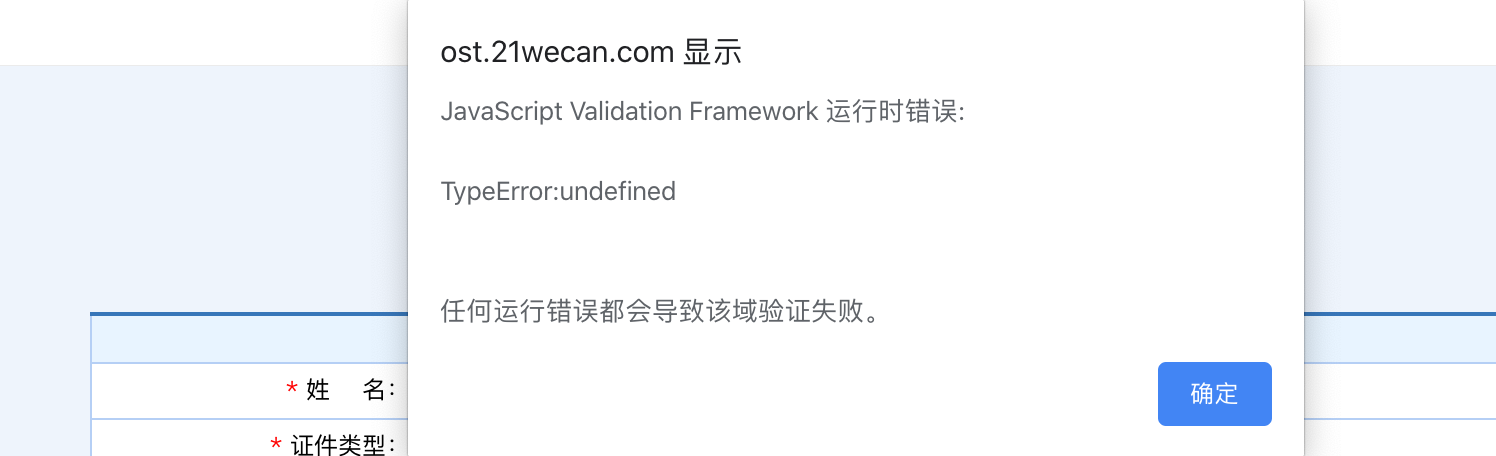 ost.21wecan.com 显示
JavaScript Validation Framework 运行时错误:
TypeError:undefined
任何运行错误都会导致该域验证失败。
确定
* 姓 名:
* 证件类型: